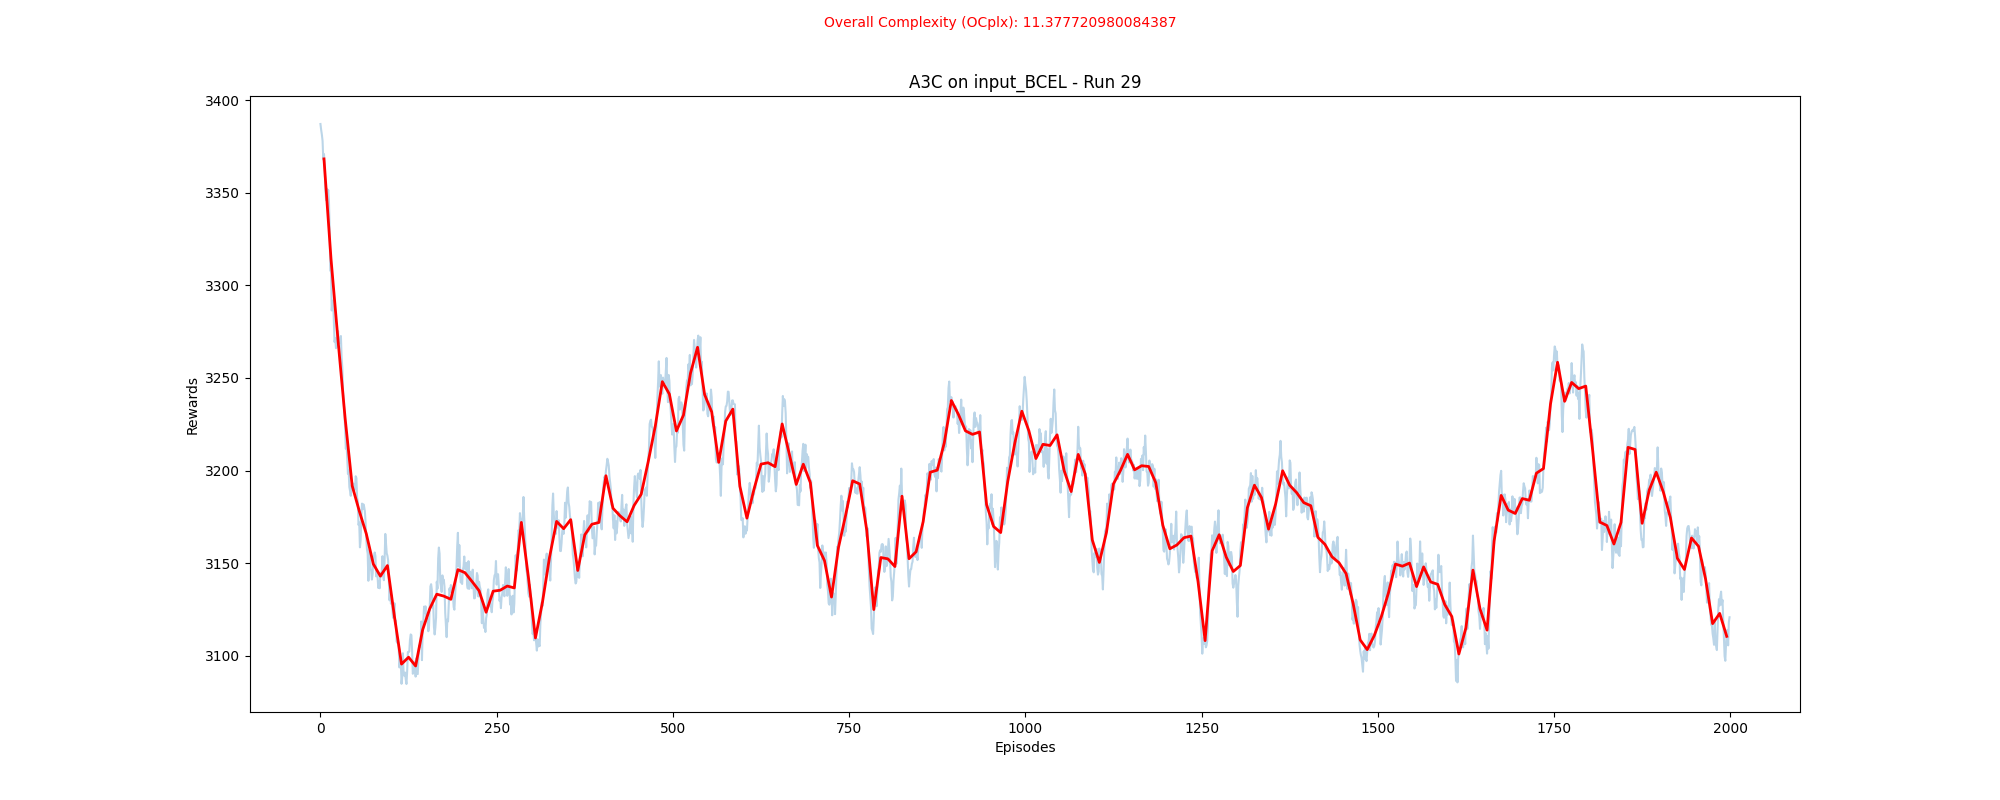 Overall Complexity (OCplx): 11.377720980084387
A3C on input_BCEL - Run 29
3400
3350
3300
3250
3200
3150
3100
Rewards
0 250 500 750 1000 1250 1500 1750 2000
Episodes